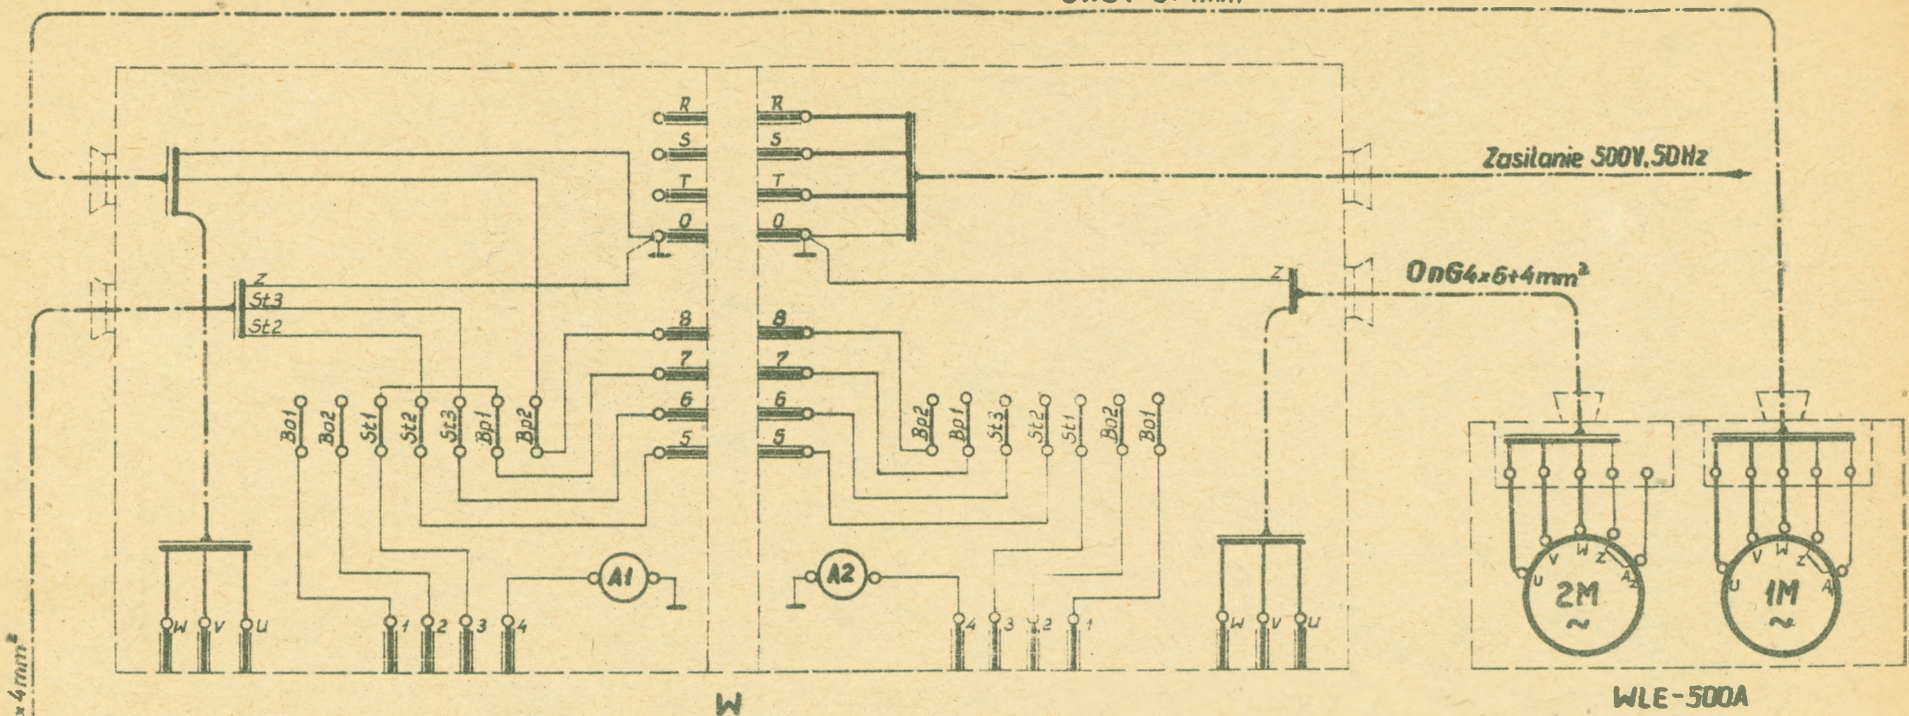 R R
S S
T T
0 0
Zasilanie 500V, 50Hz
Z
St3
St2
Z
OnG4x6+4mm²
8 8
7 7
6 6
5 5
Bo1 Bo2 St1 St2 St3 Bp1 Bp2
Bp2 Bp1 St3 St2 St1 Bo2 Bo1
A1 A2
U V W Z A2
2M
~
U V W Z A
1M
~
W V U
1 2 3 4
4 3 2 1
W V U
x4mm²
W
WLE-500A